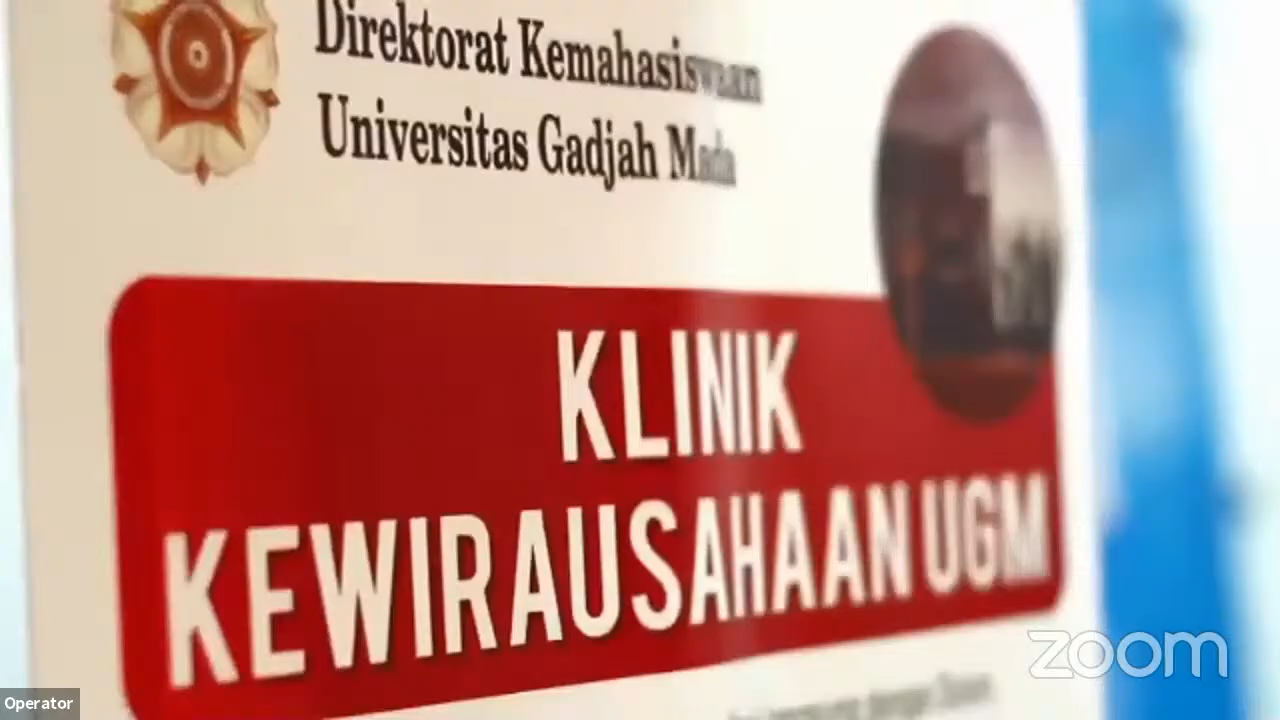 Direktorat Kemahasiswaan
Universitas Gadjah Mada
KLINIK
KEWIRAUSAHAAN UGM
zoom
Operator